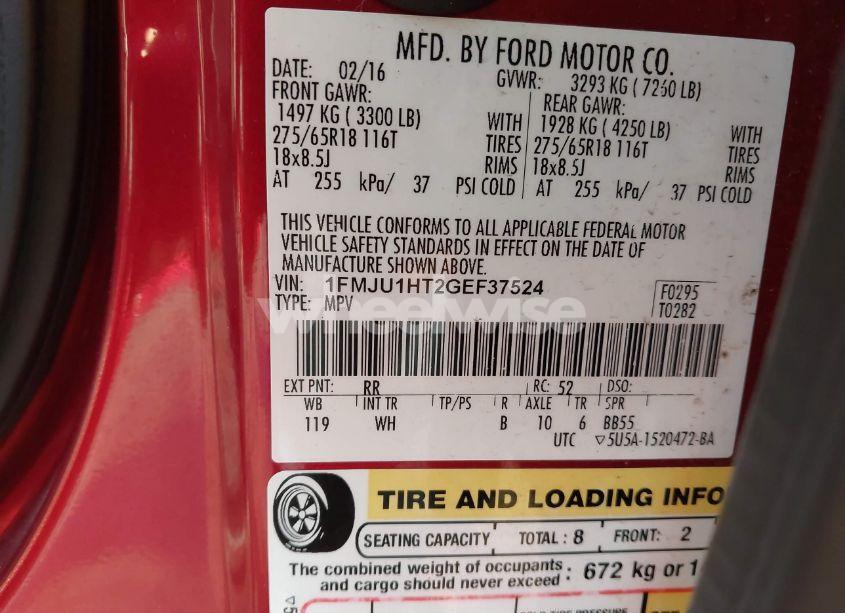 MFD. BY FORD MOTOR CO.
DATE: 02/16 GVWR: 3293 KG ( 7260 LB)
FRONT GAWR: REAR GAWR:
1497 KG ( 3300 LB) WITH 1928 KG ( 4250 LB) WITH
275/65R18 116T TIRES 275/65R18 116T TIRES
18x8.5J RIMS 18x8.5J RIMS
AT 255 kPa/ 37 PSI COLD AT 255 kPa/ 37 PSI COLD
THIS VEHICLE CONFORMS TO ALL APPLICABLE FEDERAL MOTOR
VEHICLE SAFETY STANDARDS IN EFFECT ON THE DATE OF
MANUFACTURE SHOWN ABOVE.
VIN: 1FMJU1HT2GEF37524 F0295
TYPE: MPV T0282
wheelwise
EXT PNT: RR RC: 52 DSO:
WB INT TR TP/PS R AXLE TR SPR
119 WH B 10 6 BB55
UTC ▽5U5A-1520472-BA
TIRE AND LOADING INFO
SEATING CAPACITY TOTAL : 8 FRONT: 2
The combined weight of occupants
and cargo should never exceed : 672 kg or 1